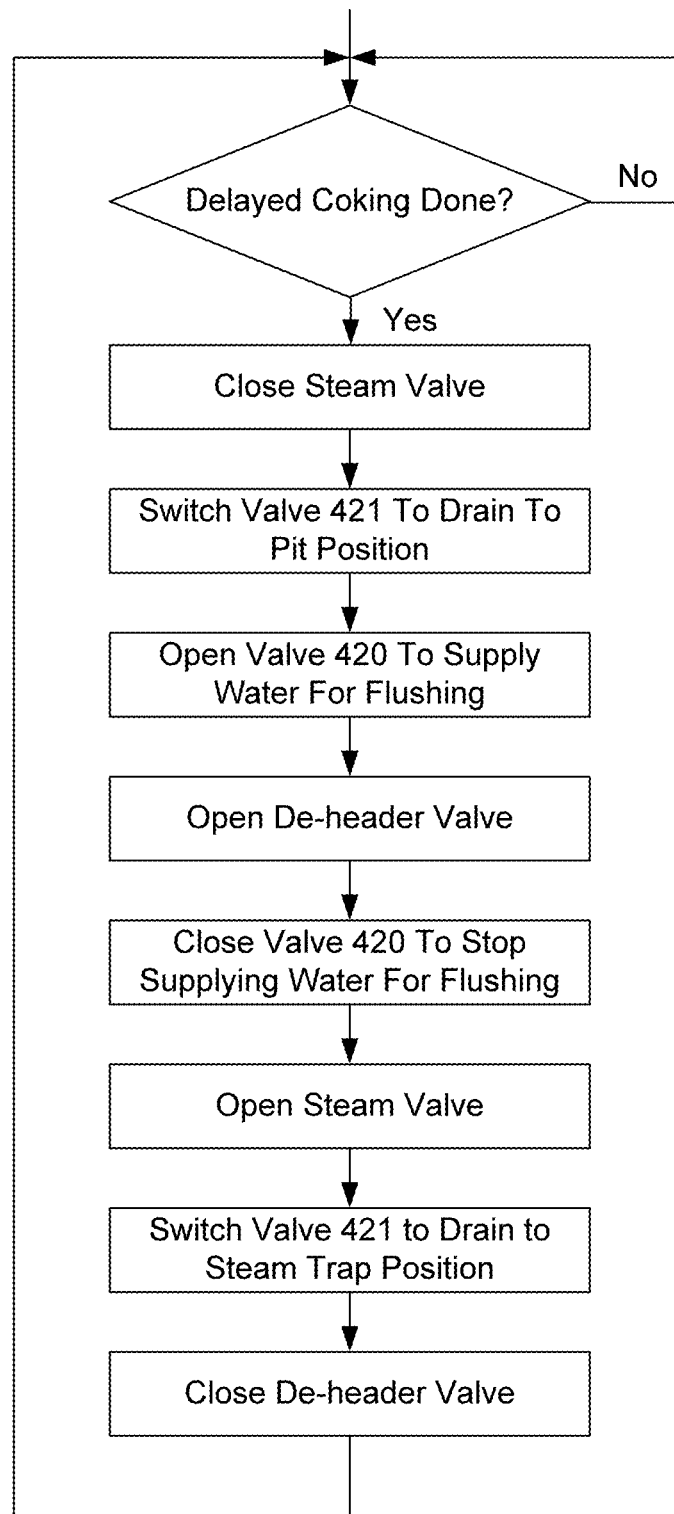 Delayed Coking Done?
No
Yes
Close Steam Valve
Switch Valve 421 To Drain To
Pit Position
Open Valve 420 To Supply
Water For Flushing
Open De-header Valve
Close Valve 420 To Stop
Supplying Water For Flushing
Open Steam Valve
Switch Valve 421 to Drain to
Steam Trap Position
Close De-header Valve